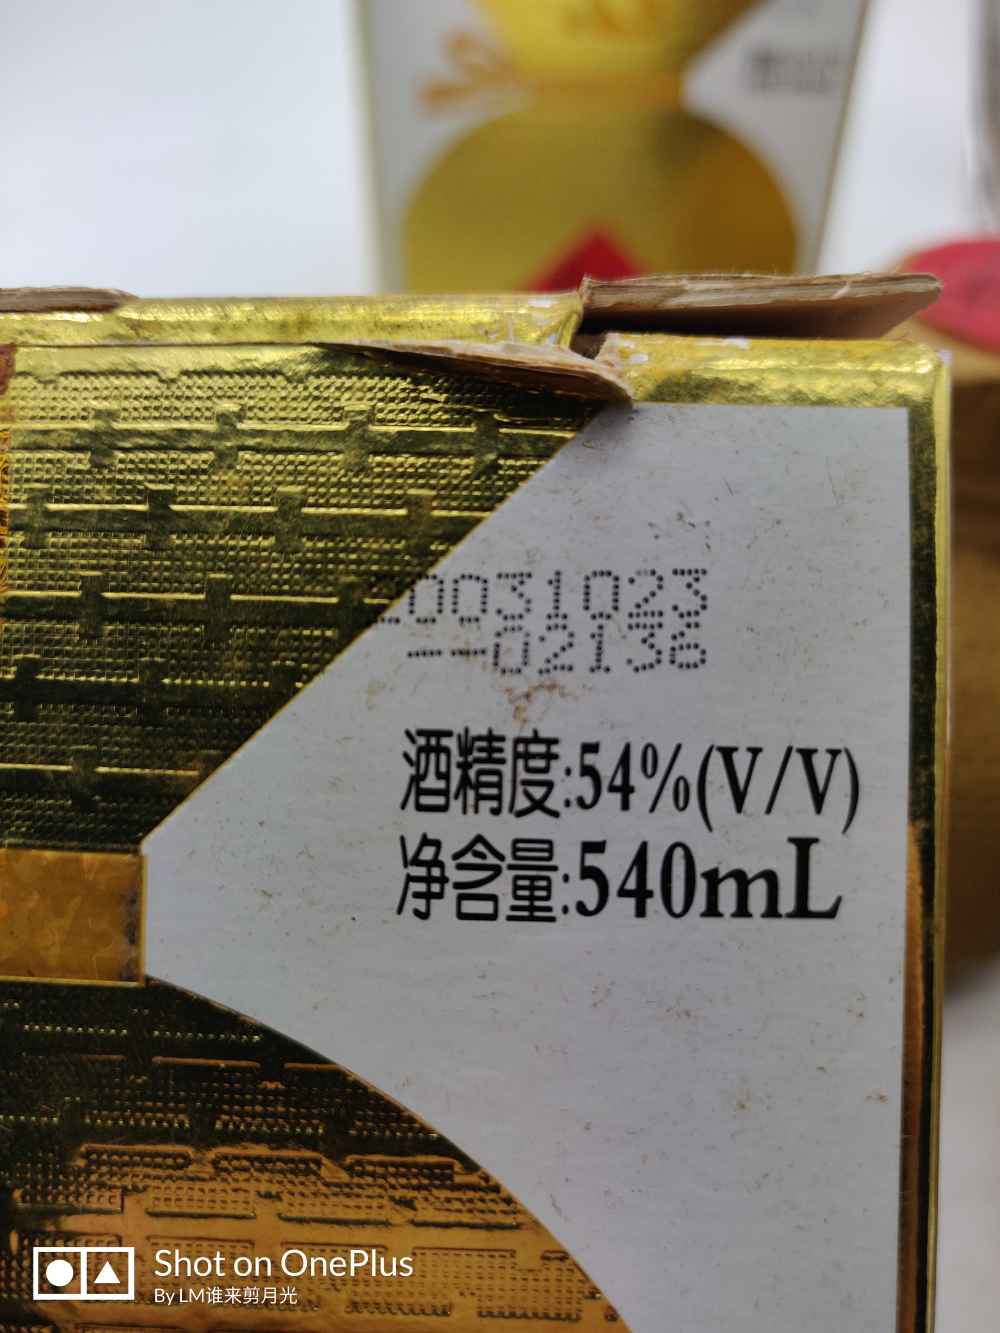 20031023
--02136
酒精度:54%(V/V)
净含量:540mL
Shot on OnePlus
By LM谁来剪月光